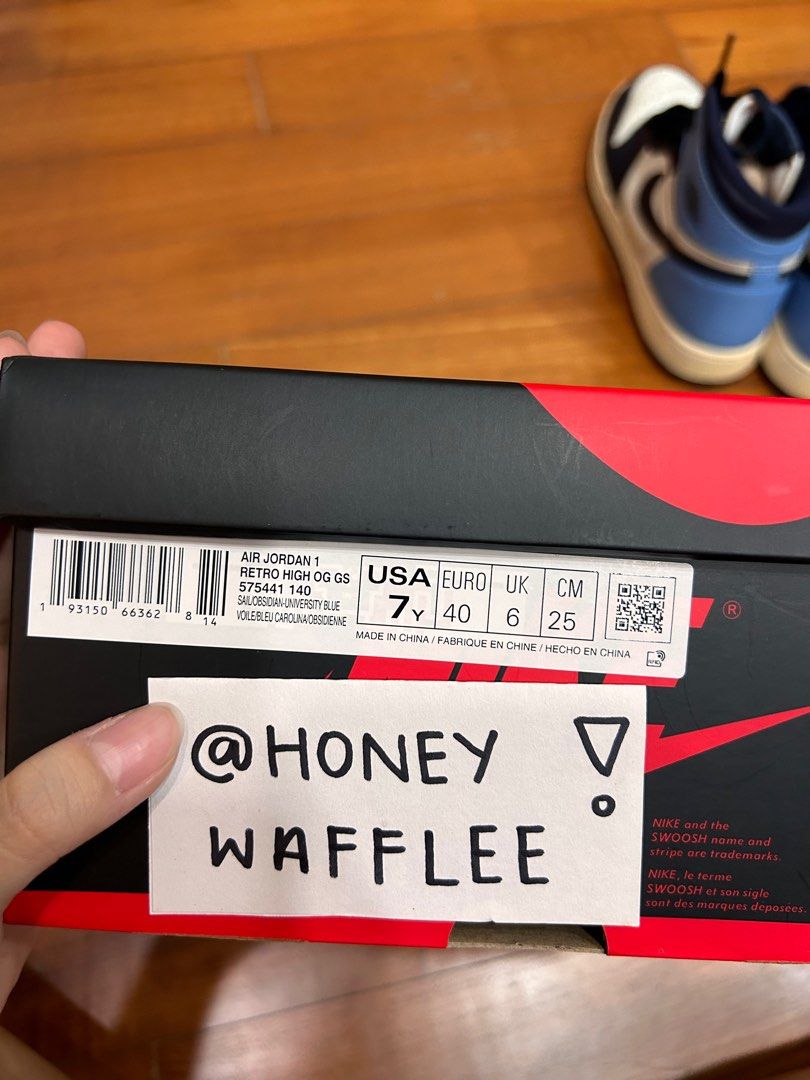 AIR JORDAN 1
RETRO HIGH OG GS
575441 140
SAIL/OBSIDIAN-UNIVERSITY BLUE
VOILE/BLEU CAROLINA/OBSIDIENNE
1 93150 66362 8 14
USA
7Y
EURO
40
UK
6
CM
25
MADE IN CHINA / FABRIQUE EN CHINE / HECHO EN CHINA
®
@HONEY
WAFFLEE
NIKE and the
SWOOSH name and
stripe are trademarks.
NIKE, le terme
SWOOSH et son sigle
sont des marques deposées.